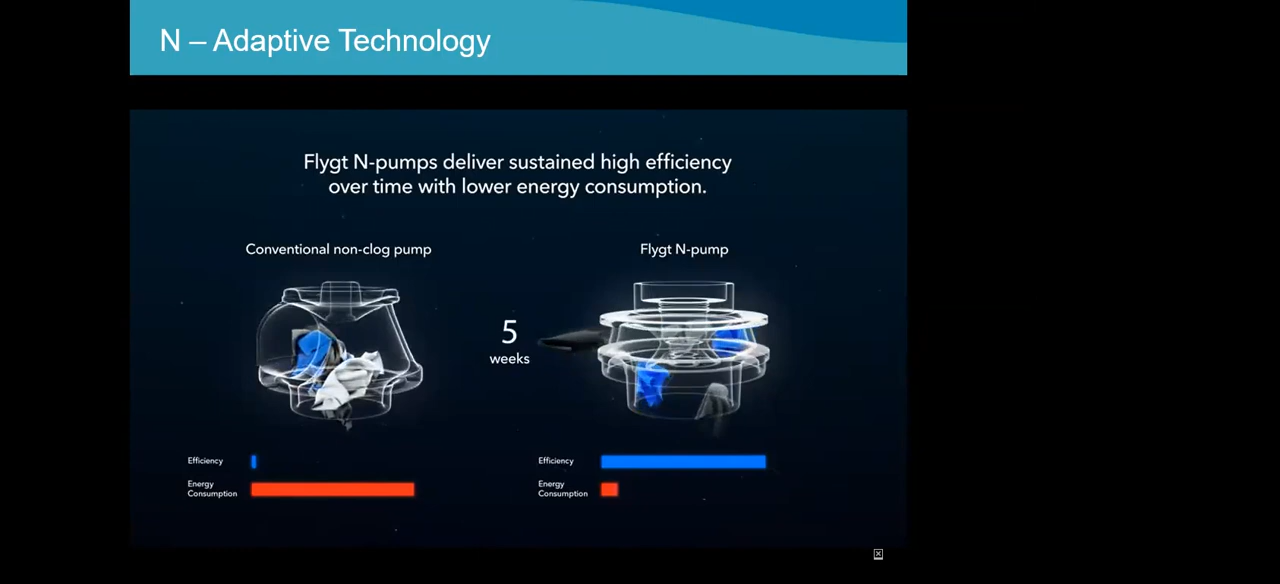 N – Adaptive Technology
Flygt N-pumps deliver sustained high efficiency
over time with lower energy consumption.
Conventional non-clog pump
Flygt N-pump
5
weeks
Efficiency
Energy
Consumption
Efficiency
Energy
Consumption